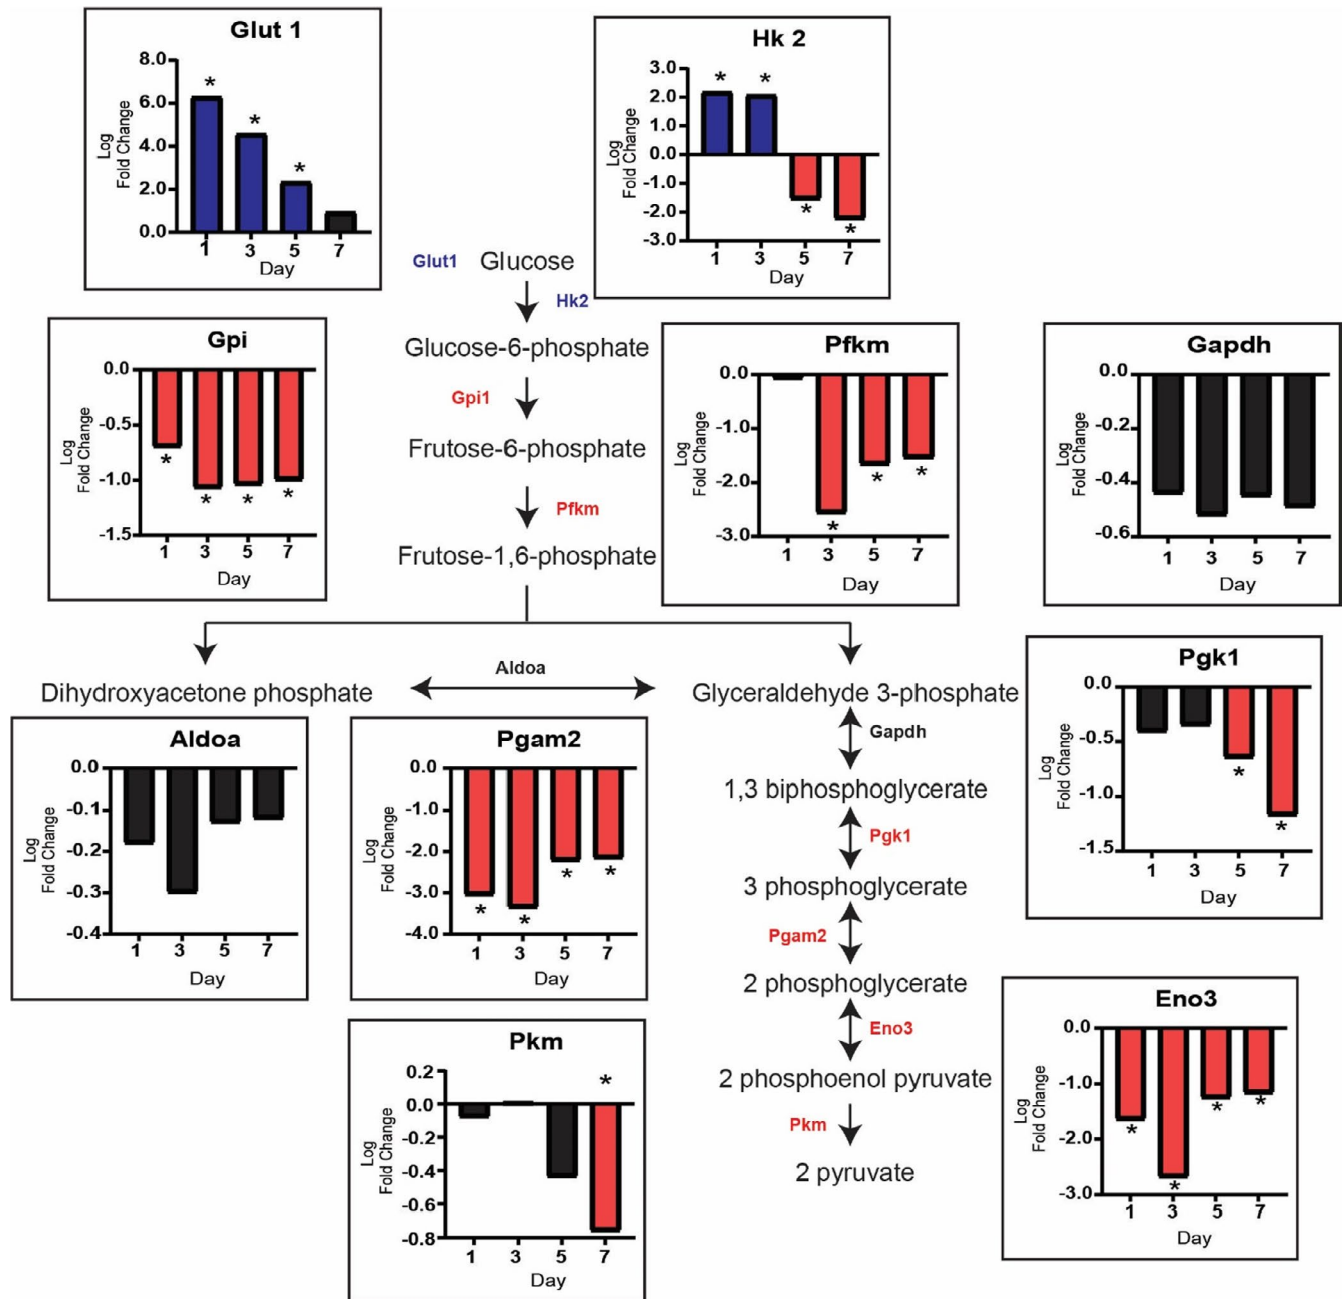 Glut 1
8.0
6.0
4.0
2.0
0.0
Log
Fold Change
*
*
*
1
3
5
7
Day
Hk 2
3.0
2.0
1.0
0.0
-1.0
-2.0
-3.0
Log
Fold Change
*
*
*
*
1
3
5
7
Day
Glut1
Glucose
Hk2
Glucose-6-phosphate
Gpi1
Frutose-6-phosphate
Pfkm
Frutose-1,6-phosphate
Gpi
0.0
-0.5
-1.0
-1.5
Log
Fold Change
*
*
*
*
1
3
5
7
Day
Pfkm
0.0
-1.0
-2.0
-3.0
Log
Fold Change
*
*
*
1
3
5
7
Day
Gapdh
0.0
-0.2
-0.4
-0.6
Log
Fold Change
1
3
5
7
Day
Aldoa
Dihydroxyacetone phosphate
Glyceraldehyde 3-phosphate
Gapdh
1,3 biphosphoglycerate
Pgk1
3 phosphoglycerate
Pgam2
2 phosphoglycerate
Eno3
2 phosphoenol pyruvate
Pkm
2 pyruvate
Pgk1
0.0
-0.5
-1.0
-1.5
Log
Fold Change
*
*
1
3
5
7
Day
Aldoa
0.0
-0.1
-0.2
-0.3
-0.4
Log
Fold Change
1
3
5
7
Day
Pgam2
0.0
-1.0
-2.0
-3.0
-4.0
Log
Fold Change
*
*
*
*
1
3
5
7
Day
Pkm
0.2
0.0
-0.2
-0.4
-0.6
-0.8
Log
Fold Change
*
1
3
5
7
Day
Eno3
0.0
-1.0
-2.0
-3.0
Log
Fold Change
*
*
*
*
1
3
5
7
Day